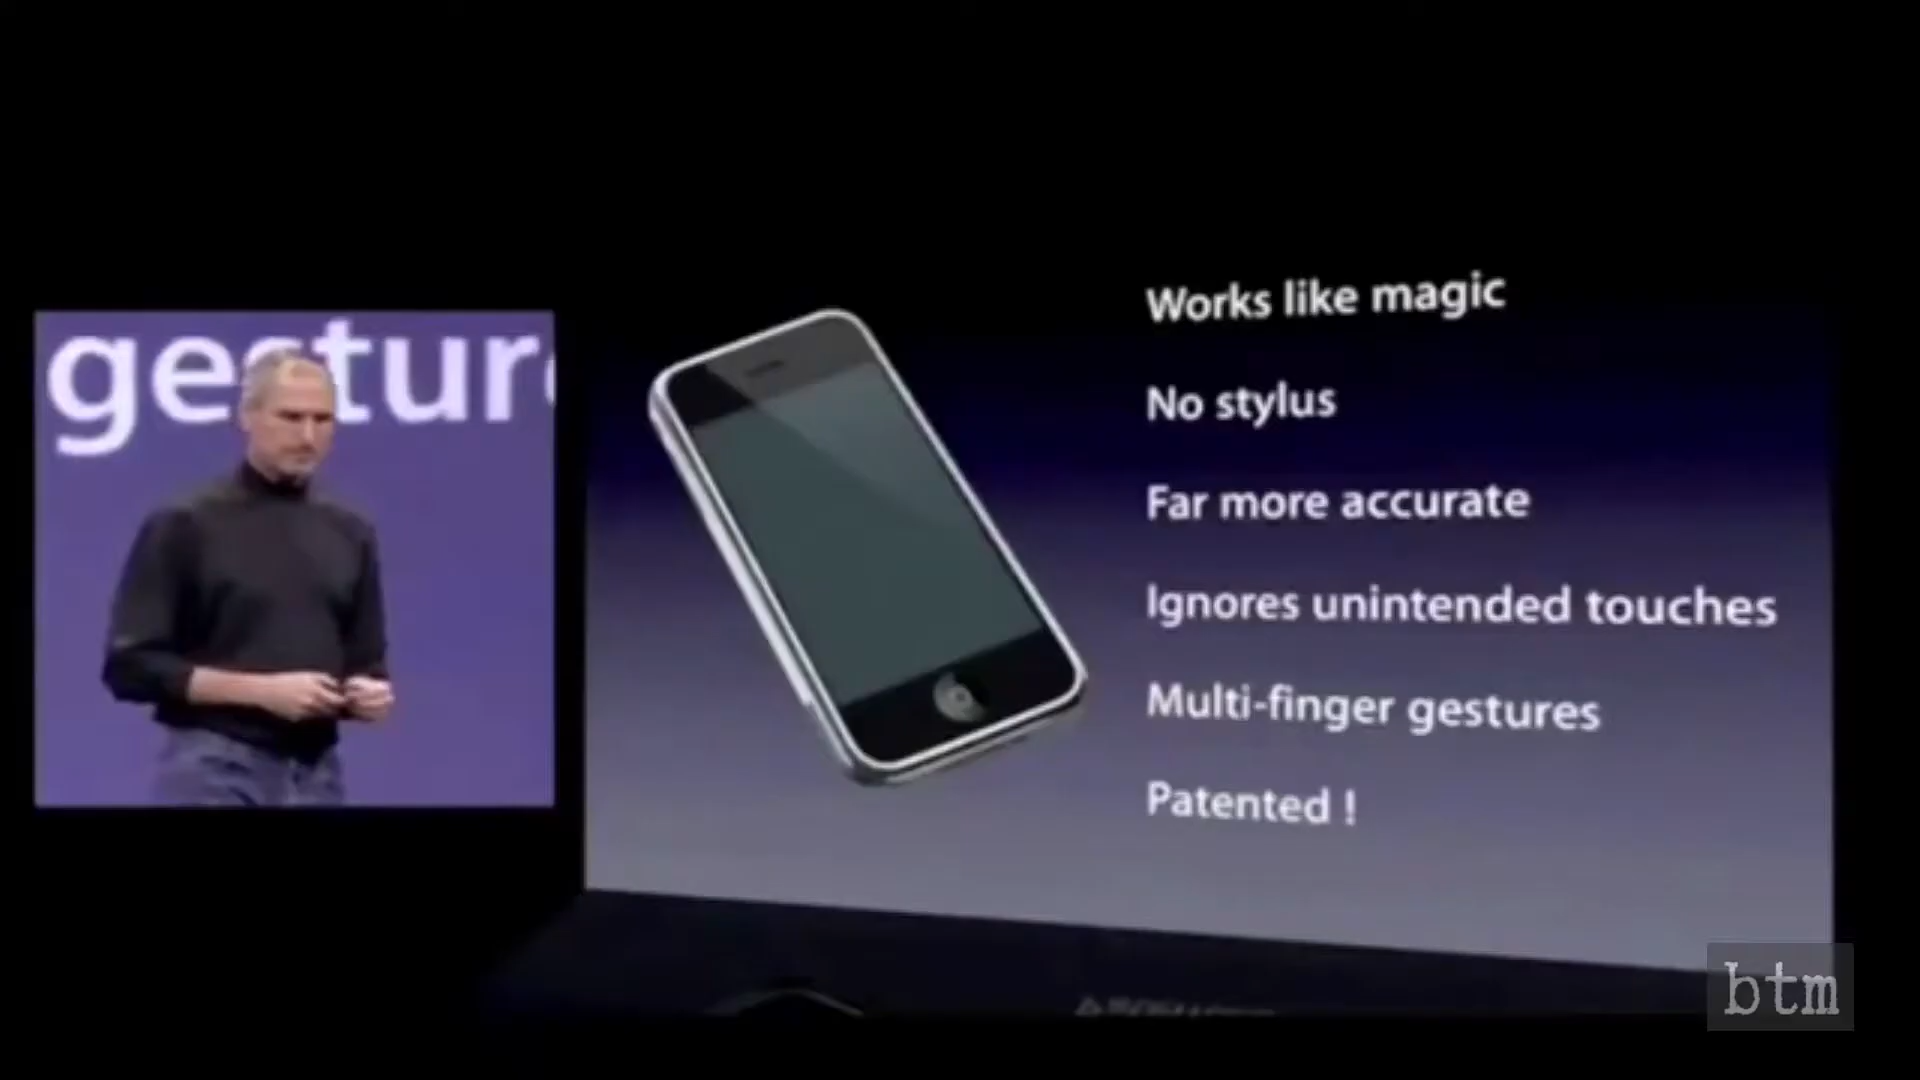 gestur
Works like magic
No stylus
Far more accurate
Ignores unintended touches
Multi-finger gestures
Patented !
btm